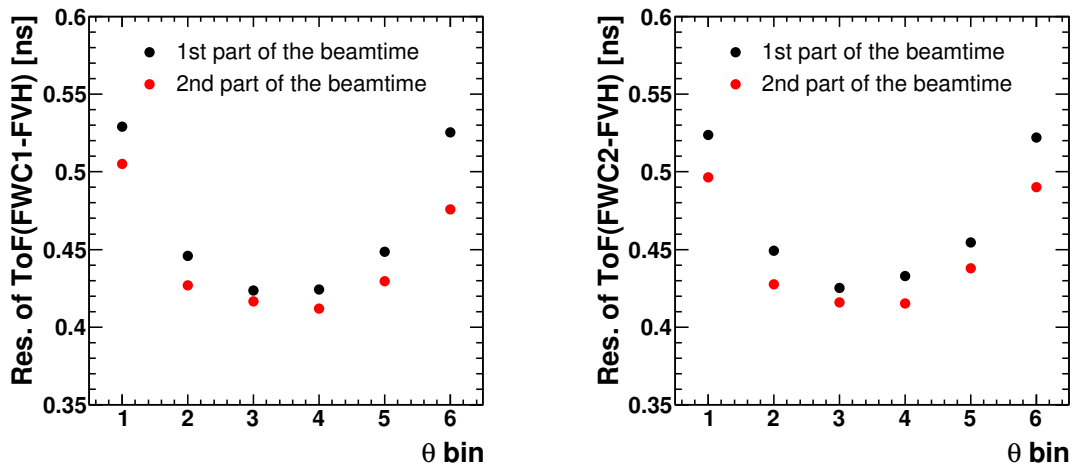 Res. of ToF(FWC1-FVH) [ns]
0.6
0.55
0.5
0.45
0.4
0.35
1st part of the beamtime
2nd part of the beamtime
1 2 3 4 5 6
θ bin
Res. of ToF(FWC2-FVH) [ns]
0.6
0.55
0.5
0.45
0.4
0.35
1st part of the beamtime
2nd part of the beamtime
1 2 3 4 5 6
θ bin